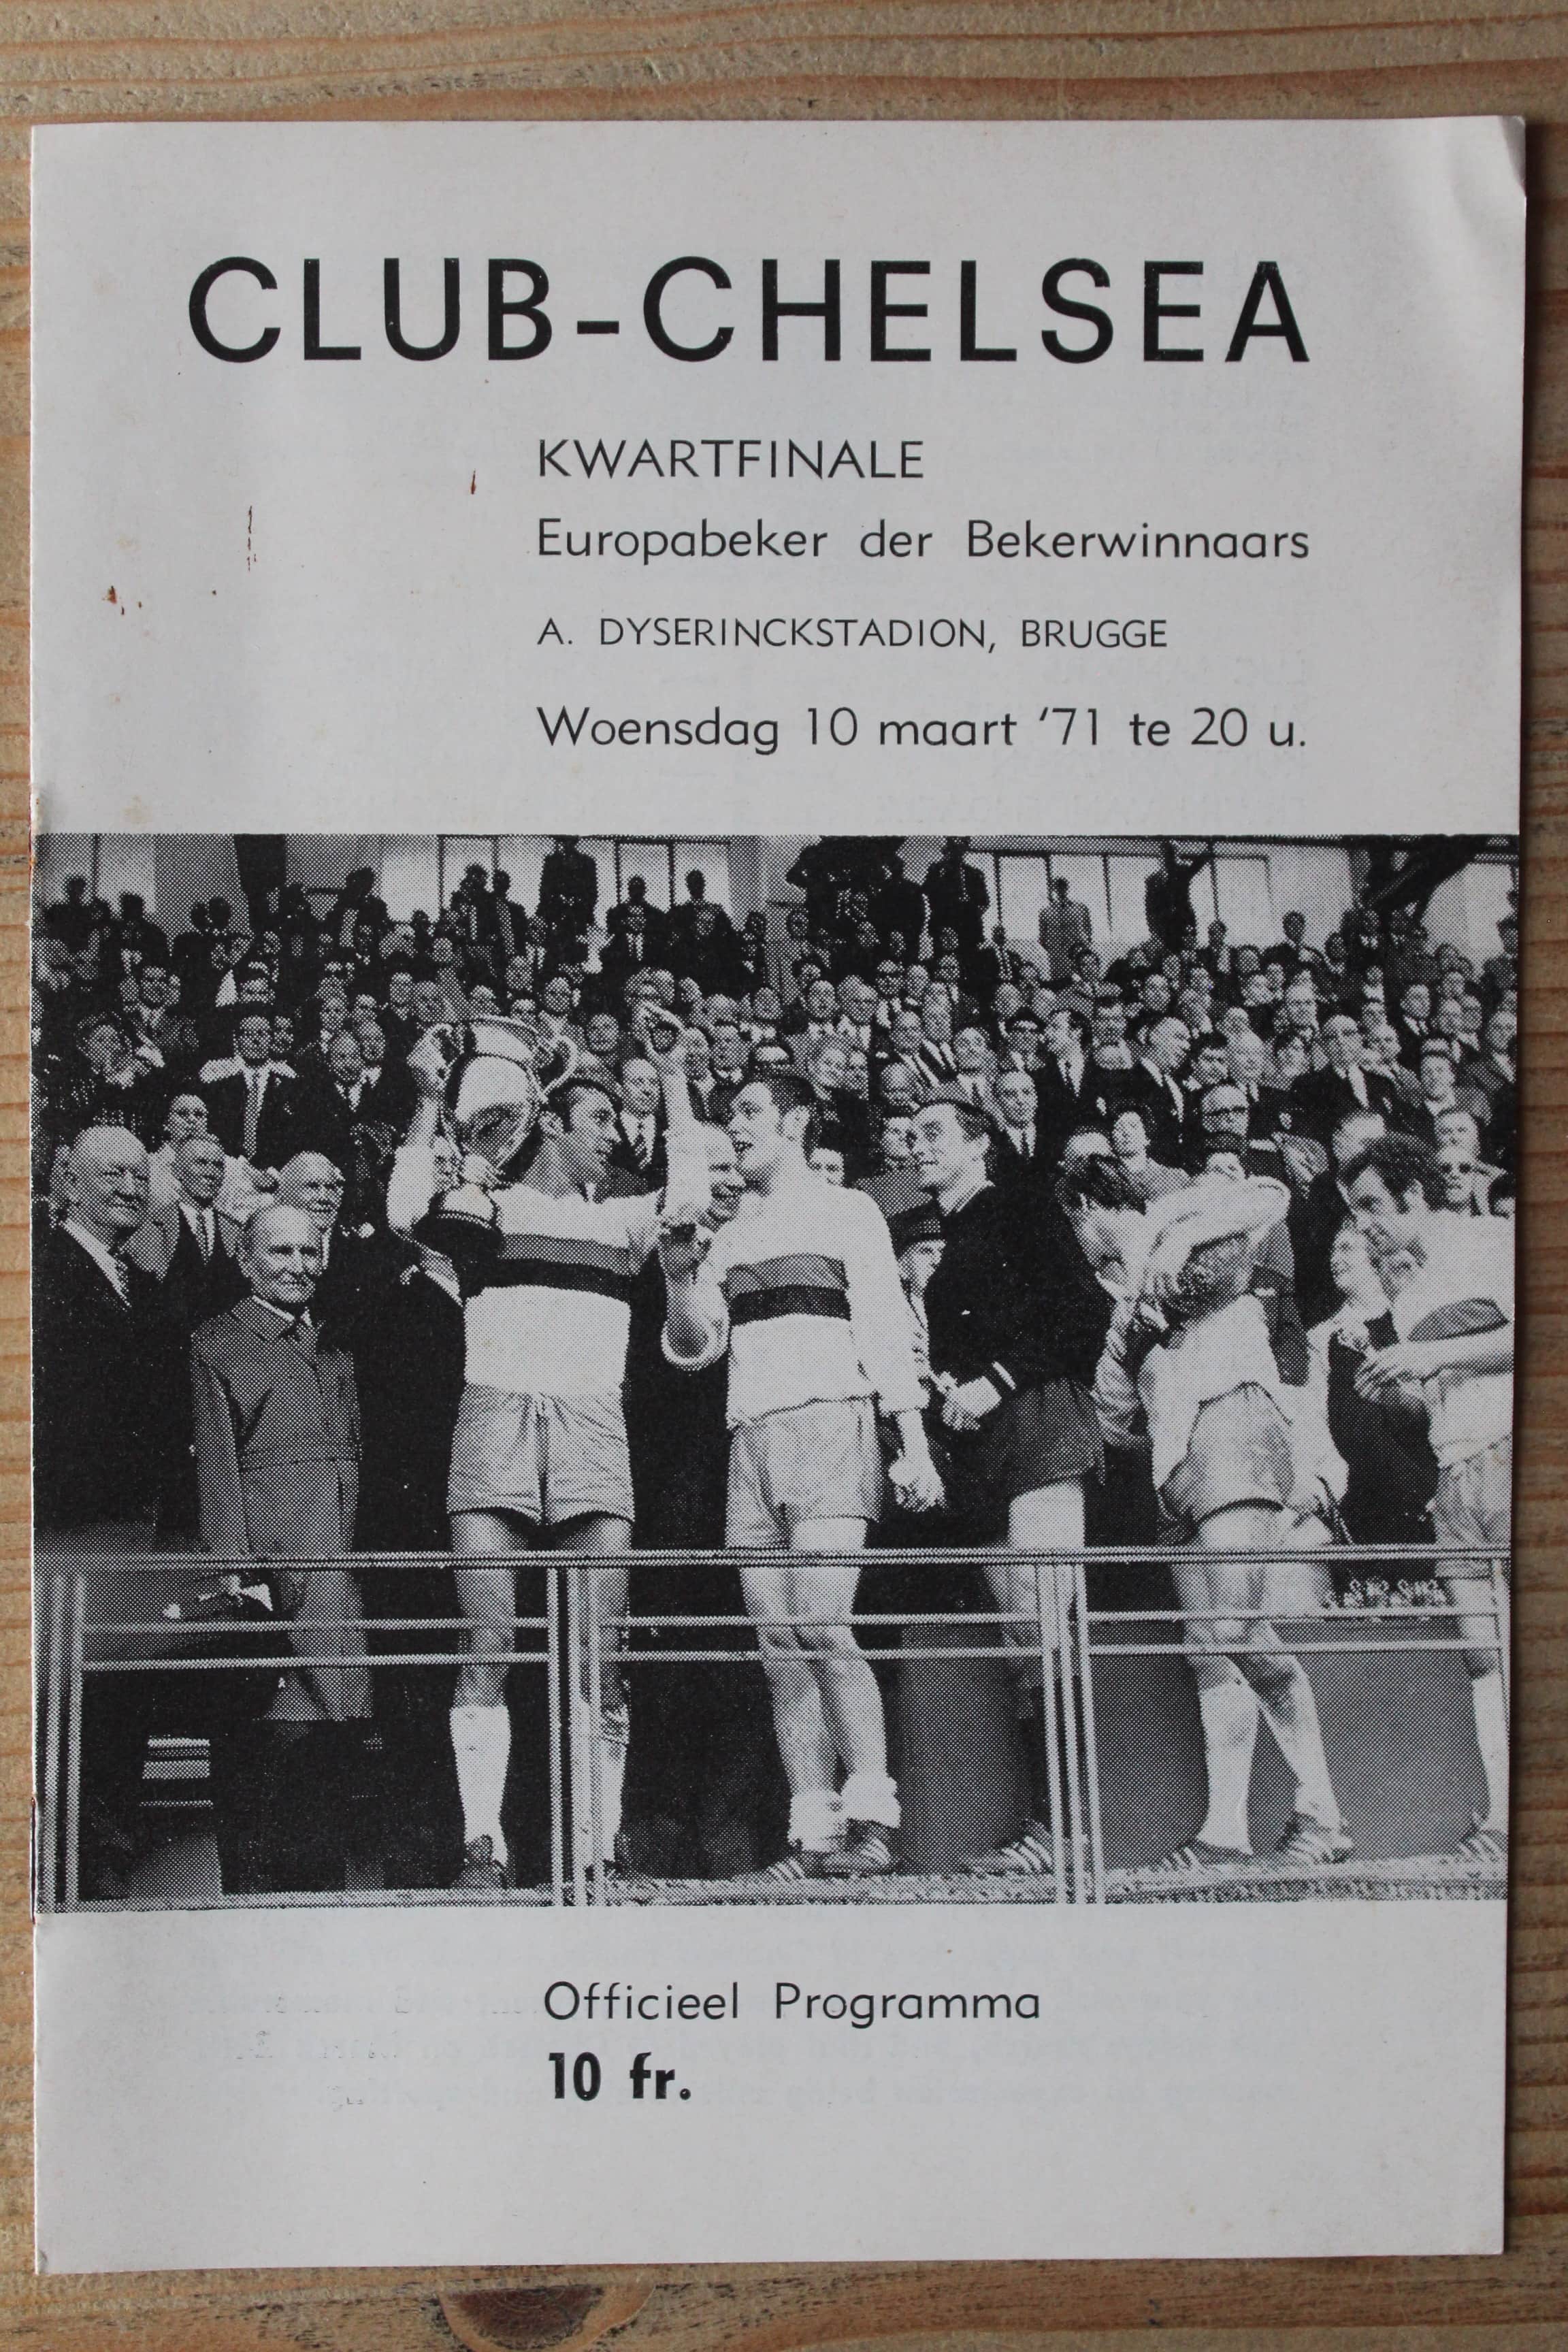 CLUB-CHELSEA
KWARTFINALE
Europabeker der Bekerwinnaars
A. DYSERINCKSTADION, BRUGGE
Woensdag 10 maart '71 te 20 u.
Officieel Programma
10 fr.